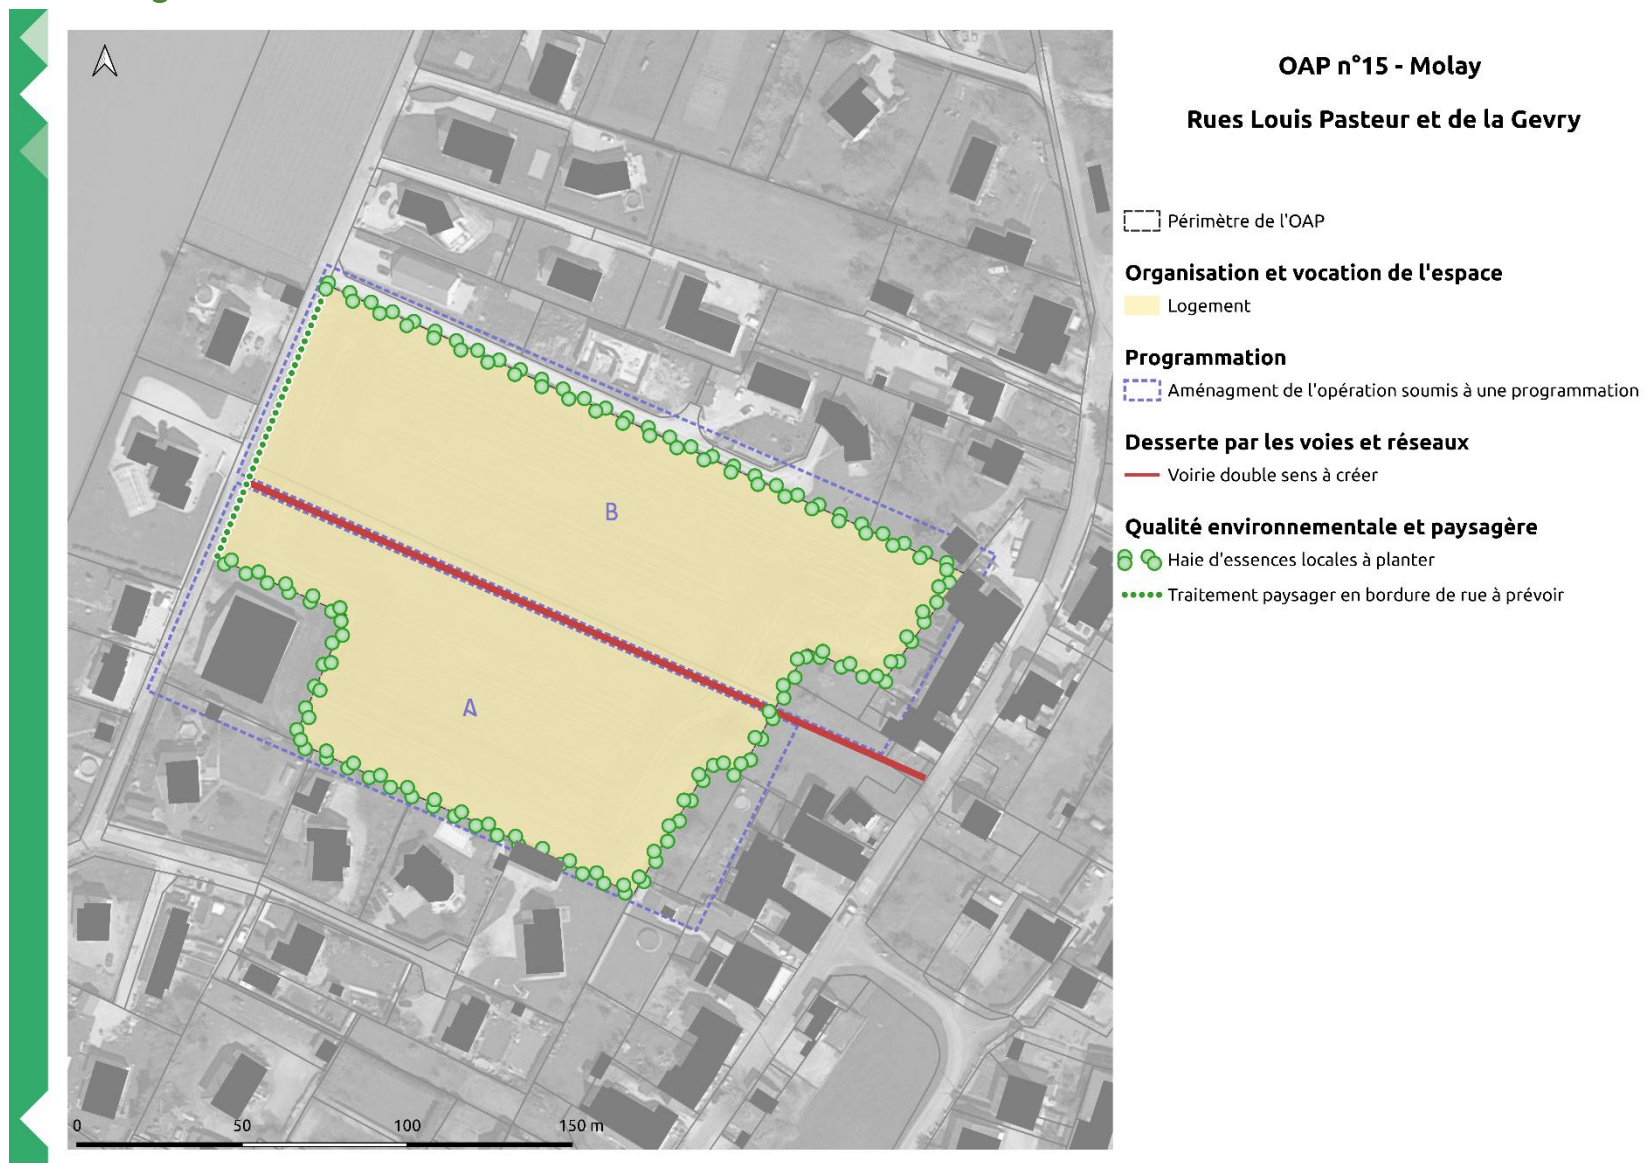 OAP n°15 - Molay
Rues Louis Pasteur et de la Gevry
Périmètre de l'OAP
Organisation et vocation de l'espace
Logement
Programmation
Aménagment de l'opération soumis à une programmation
Desserte par les voies et réseaux
Voirie double sens à créer
Qualité environnementale et paysagère
Haie d'essences locales à planter
Traitement paysager en bordure de rue à prévoir
B
A
0 50 100 150 m